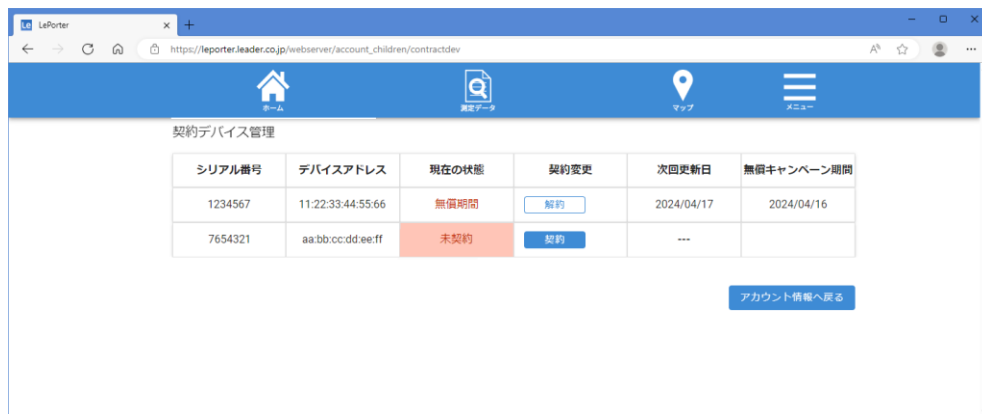 Le LePorter
https://leporter.leader.co.jp/webserver/account_children/contractdev
ホーム 測定データ マップ メニュー
契約デバイス管理
シリアル番号 デバイスアドレス 現在の状態 契約変更 次回更新日 無償キャンペーン期間
1234567 11:22:33:44:55:66 無償期間 解約 2024/04/17 2024/04/16
7654321 aa:bb:cc:dd:ee:ff 未契約 契約 ---
アカウント情報へ戻る